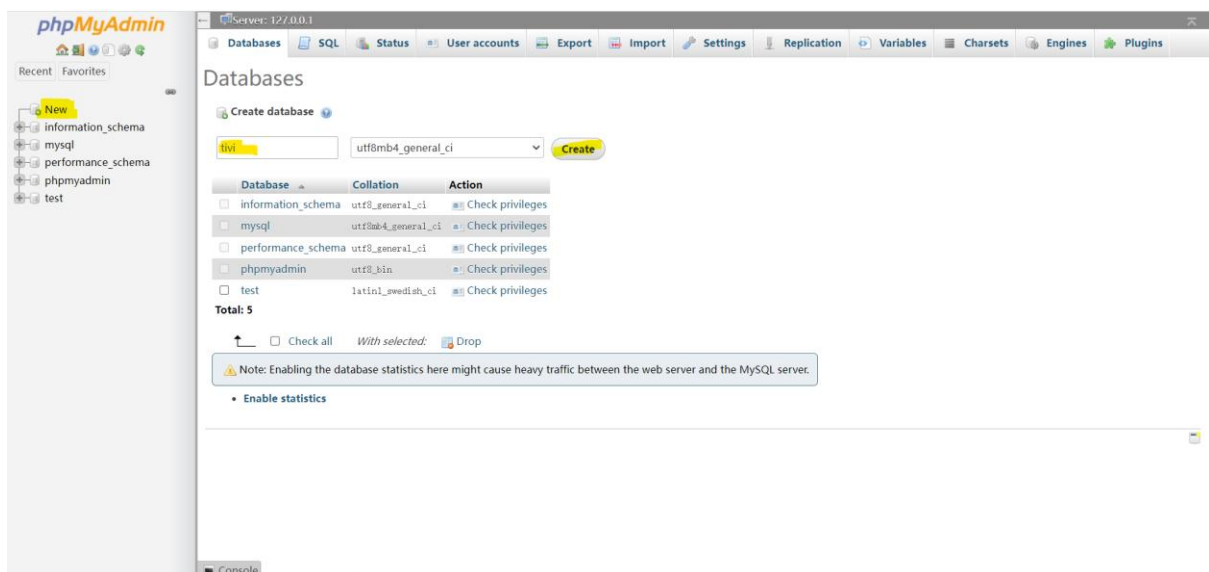 phpMyAdmin
Recent Favorites
New
information_schema
mysql
performance_schema
phpmyadmin
test
Server: 127.0.0.1
Databases SQL Status User accounts Export Import Settings Replication Variables Charsets Engines Plugins
Databases
Create database
tivi utf8mb4_general_ci Create
Database Collation Action
information_schema utf8_general_ci Check privileges
mysql utf8mb4_general_ci Check privileges
performance_schema utf8_general_ci Check privileges
phpmyadmin utf8_bin Check privileges
test latin1_swedish_ci Check privileges
Total: 5
Check all With selected: Drop
Note: Enabling the database statistics here might cause heavy traffic between the web server and the MySQL server.
• Enable statistics
Console